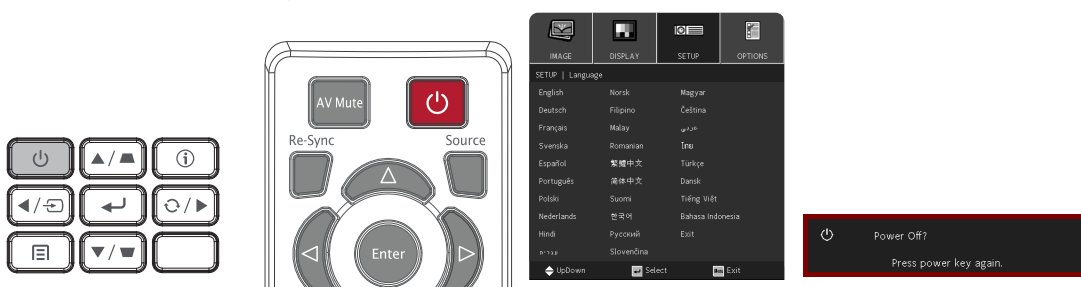 AV Mute
Re-Sync
Source
Enter
IMAGE
DISPLAY
SETUP
OPTIONS
SETUP | Language
English Norsk Magyar
Deutsch Filipino Čeština
Français Malay عربي
Svenska Romanian ไทย
Español 繁體中文 Türkçe
Português 简体中文 Dansk
Polski Suomi Tiếng Việt
Nederlands 한국어 Bahasa Indonesia
Hindi Русский Exit
עברית Slovenčina
UpDown
Select
Exit
Power Off?
Press power key again.